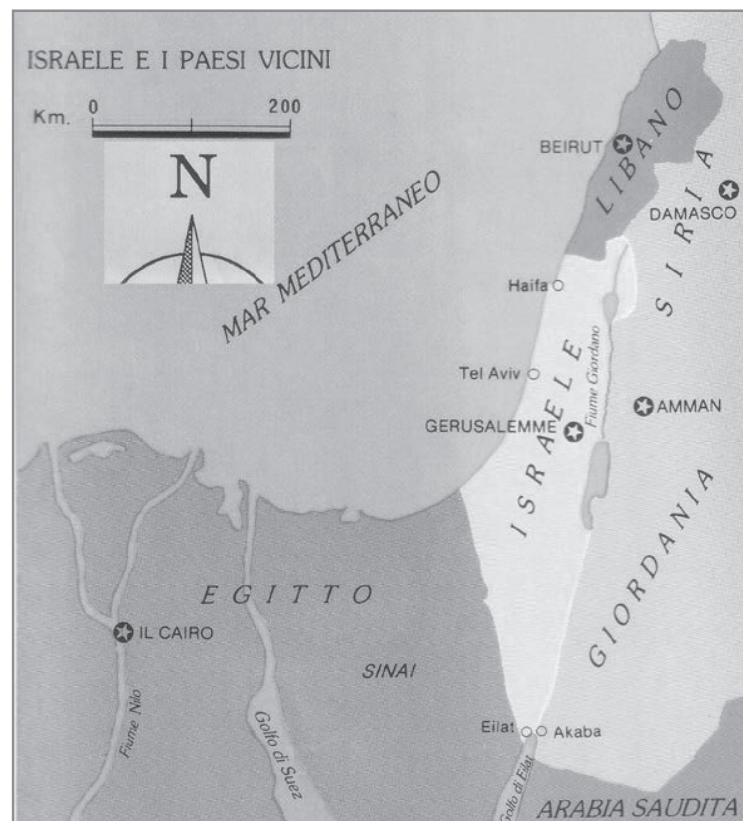 ISRAELE E I PAESI VICINI
Km.
0
200
N
MAR MEDITERRANEO
LIBANO
BEIRUT
DAMASCO
SIRIA
Haifa
Tel Aviv
Fiume Giordano
ISRAELE
GERUSALEMME
AMMAN
GIORDANIA
EGITTO
IL CAIRO
SINAI
Fiume Nilo
Golfo di Suez
Eilat
Akaba
Golfo di Eilat
ARABIA SAUDITA